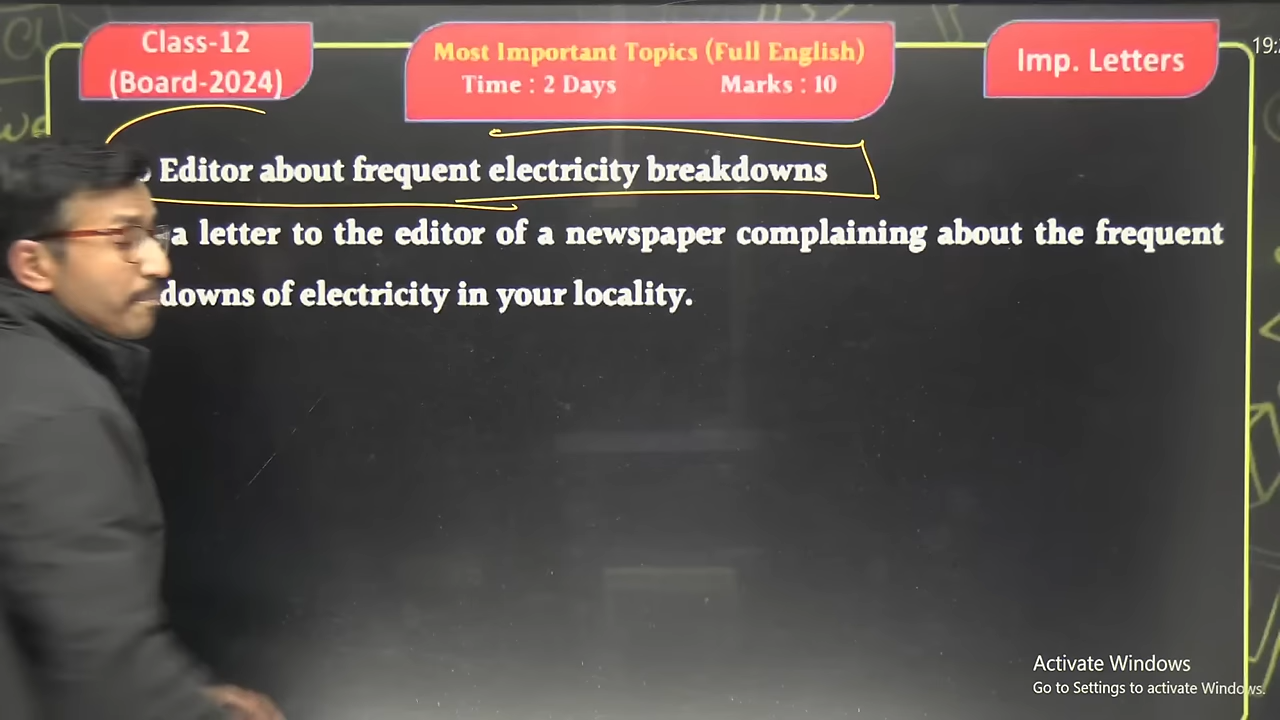 Class-12
(Board-2024)
Most Important Topics (Full English)
Time : 2 Days Marks : 10
Imp. Letters
19:2
Editor about frequent electricity breakdowns
a letter to the editor of a newspaper complaining about the frequent
downs of electricity in your locality.
Activate Windows
Go to Settings to activate Windows.